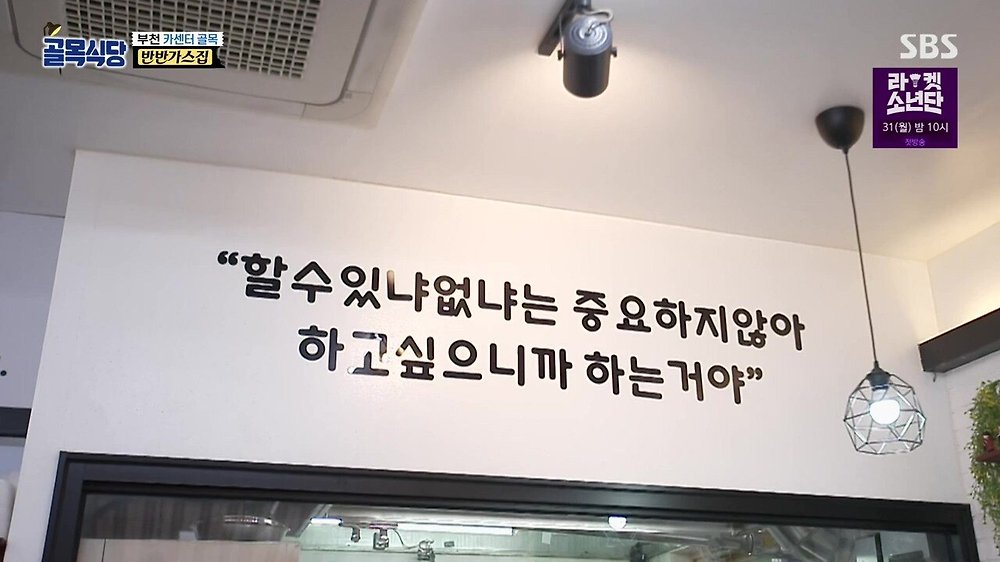 골목식당
부천 카센터 골목
반반가스집
SBS
라켓
소년단
31(월) 밤 10시
첫방송
“할수있냐없냐는 중요하지않아
하고싶으니까 하는거야”